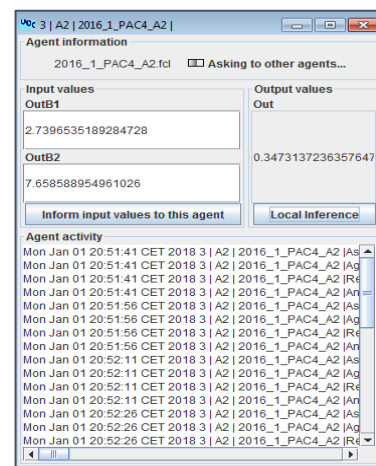 UOC 3 | A2 | 2016_1_PAC4_A2 |
Agent information
2016_1_PAC4_A2.fcl Asking to other agents...
Input values
OutB1
2.7396535189284728
OutB2
7.658588954961026
Inform input values to this agent
Output values
Out
0.3473137236357647
Local Inference
Agent activity
Mon Jan 01 20:51:41 CET 2018 3 | A2 | 2016_1_PAC4_A2 |As
Mon Jan 01 20:51:41 CET 2018 3 | A2 | 2016_1_PAC4_A2 |Ag
Mon Jan 01 20:51:41 CET 2018 3 | A2 | 2016_1_PAC4_A2 |Re
Mon Jan 01 20:51:41 CET 2018 3 | A2 | 2016_1_PAC4_A2 |An
Mon Jan 01 20:51:56 CET 2018 3 | A2 | 2016_1_PAC4_A2 |As
Mon Jan 01 20:51:56 CET 2018 3 | A2 | 2016_1_PAC4_A2 |Ag
Mon Jan 01 20:51:56 CET 2018 3 | A2 | 2016_1_PAC4_A2 |Re
Mon Jan 01 20:51:56 CET 2018 3 | A2 | 2016_1_PAC4_A2 |An
Mon Jan 01 20:52:11 CET 2018 3 | A2 | 2016_1_PAC4_A2 |As
Mon Jan 01 20:52:11 CET 2018 3 | A2 | 2016_1_PAC4_A2 |Ag
Mon Jan 01 20:52:11 CET 2018 3 | A2 | 2016_1_PAC4_A2 |Re
Mon Jan 01 20:52:11 CET 2018 3 | A2 | 2016_1_PAC4_A2 |An
Mon Jan 01 20:52:26 CET 2018 3 | A2 | 2016_1_PAC4_A2 |As
Mon Jan 01 20:52:26 CET 2018 3 | A2 | 2016_1_PAC4_A2 |Ag
Mon Jan 01 20:52:26 CET 2018 3 | A2 | 2016_1_PAC4_A2 |Re